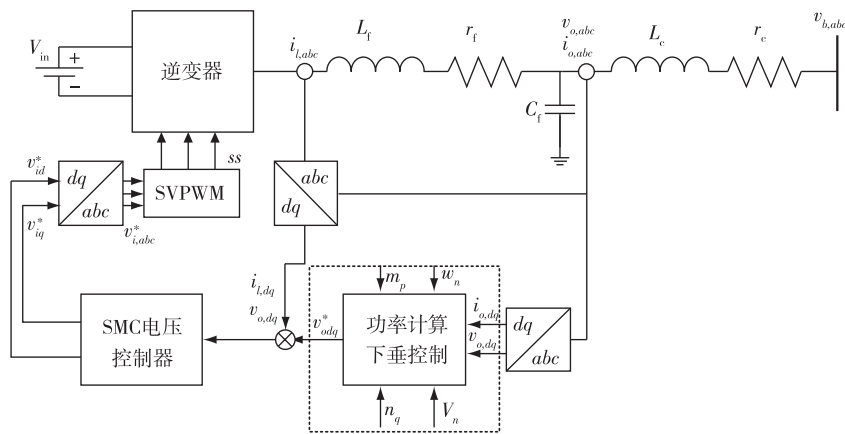 V_in
+
−
逆变器
i_l,abc
L_f
r_f
v_o,abc
i_o,abc
L_c
r_c
v_b,abc
C_f
ss
v*_id
v*_iq
dq
abc
SVPWM
v*_i,abc
abc
dq
i_l,dq
v_o,dq
v*_odq
m_p
w_n
功率计算
下垂控制
n_q
V_n
i_o,dq
v_o,dq
dq
abc
SMC电压
控制器